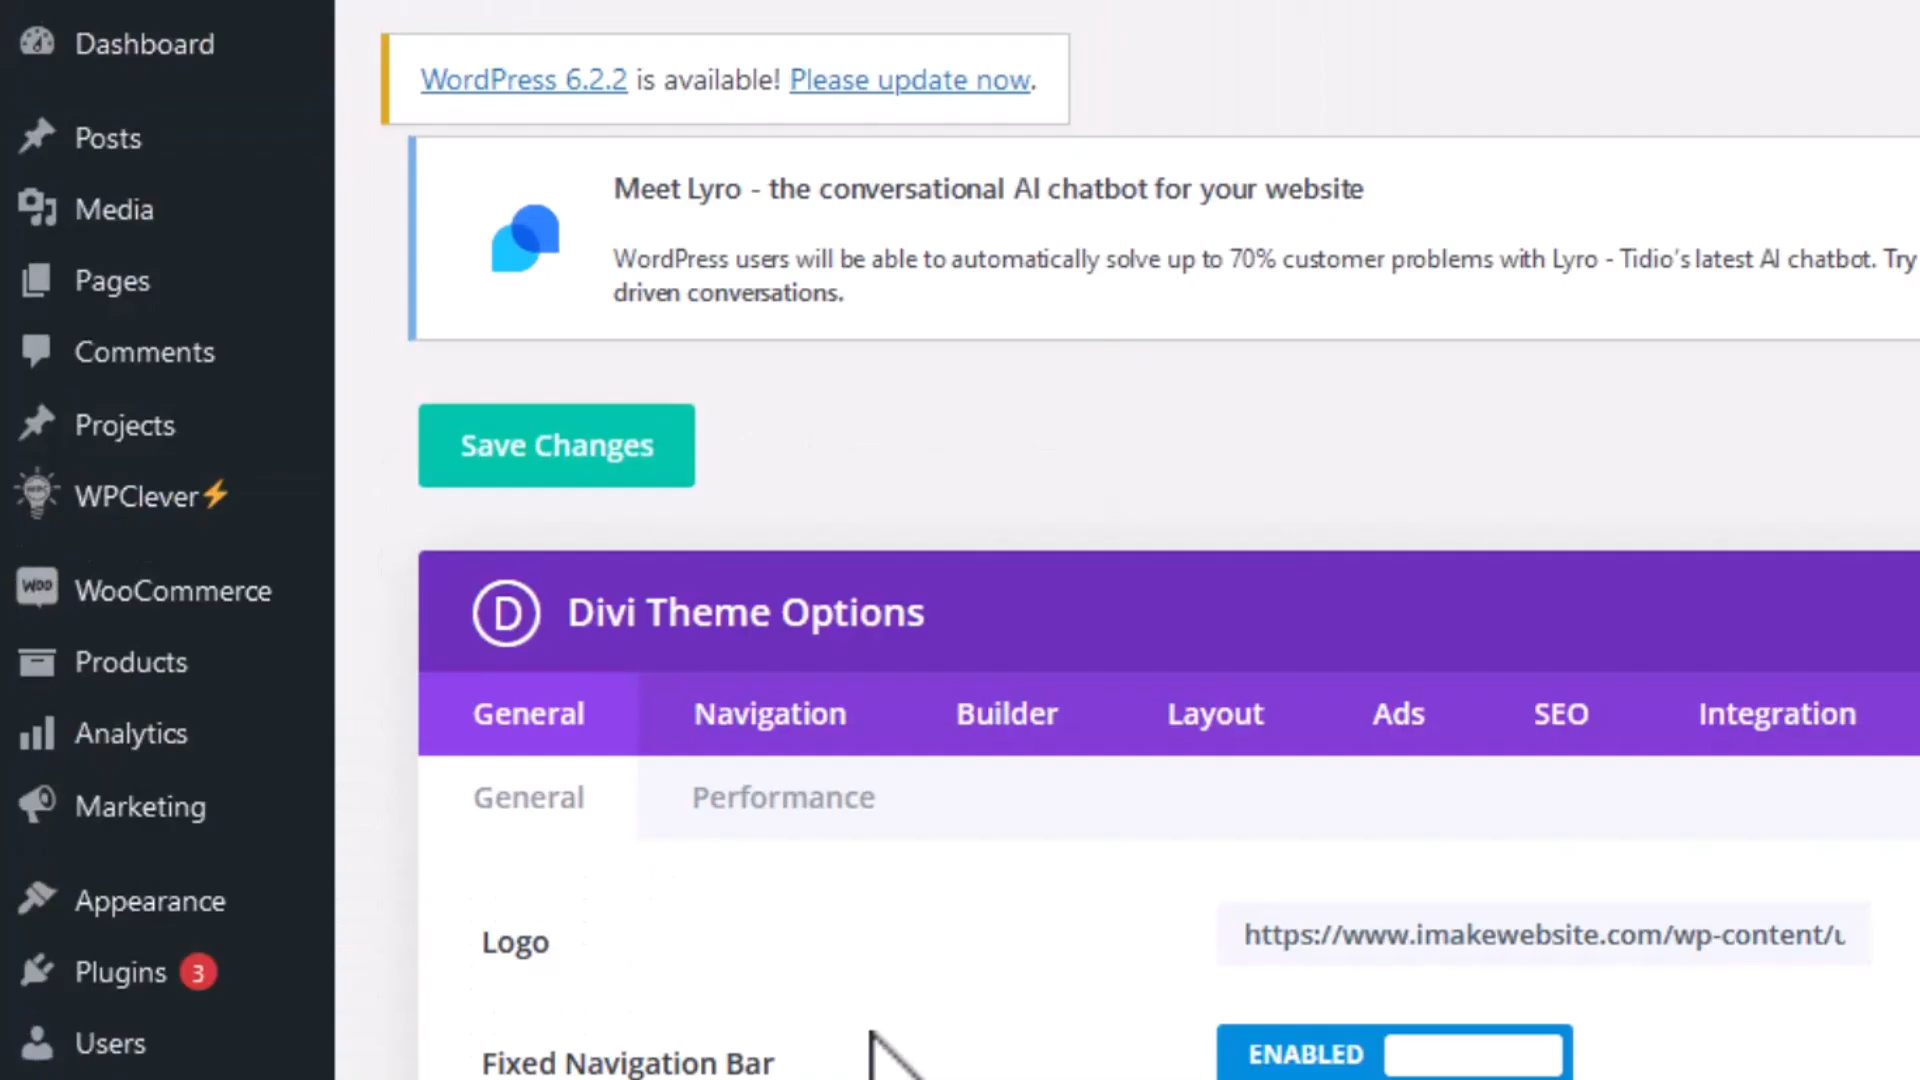 Dashboard
Posts
Media
Pages
Comments
Projects
WPClever⚡
WOO WooCommerce
Products
Analytics
Marketing
Appearance
Plugins 3
Users
WordPress 6.2.2 is available! Please update now.
Meet Lyro - the conversational AI chatbot for your website
WordPress users will be able to automatically solve up to 70% customer problems with Lyro - Tidio's latest AI chatbot. Try
driven conversations.
Save Changes
D Divi Theme Options
General Navigation Builder Layout Ads SEO Integration
General Performance
Logo https://www.imakewebsite.com/wp-content/u
Fixed Navigation Bar ENABLED